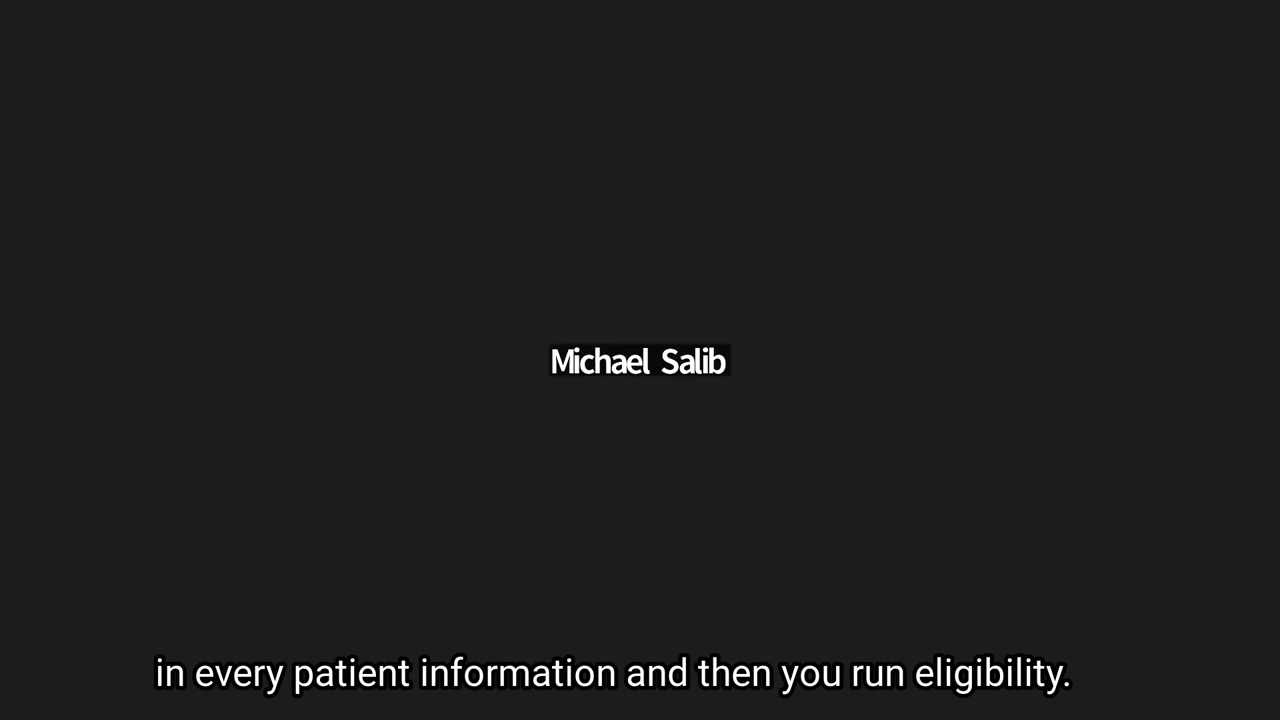 Michael Salib
in every patient information and then you run eligibility.